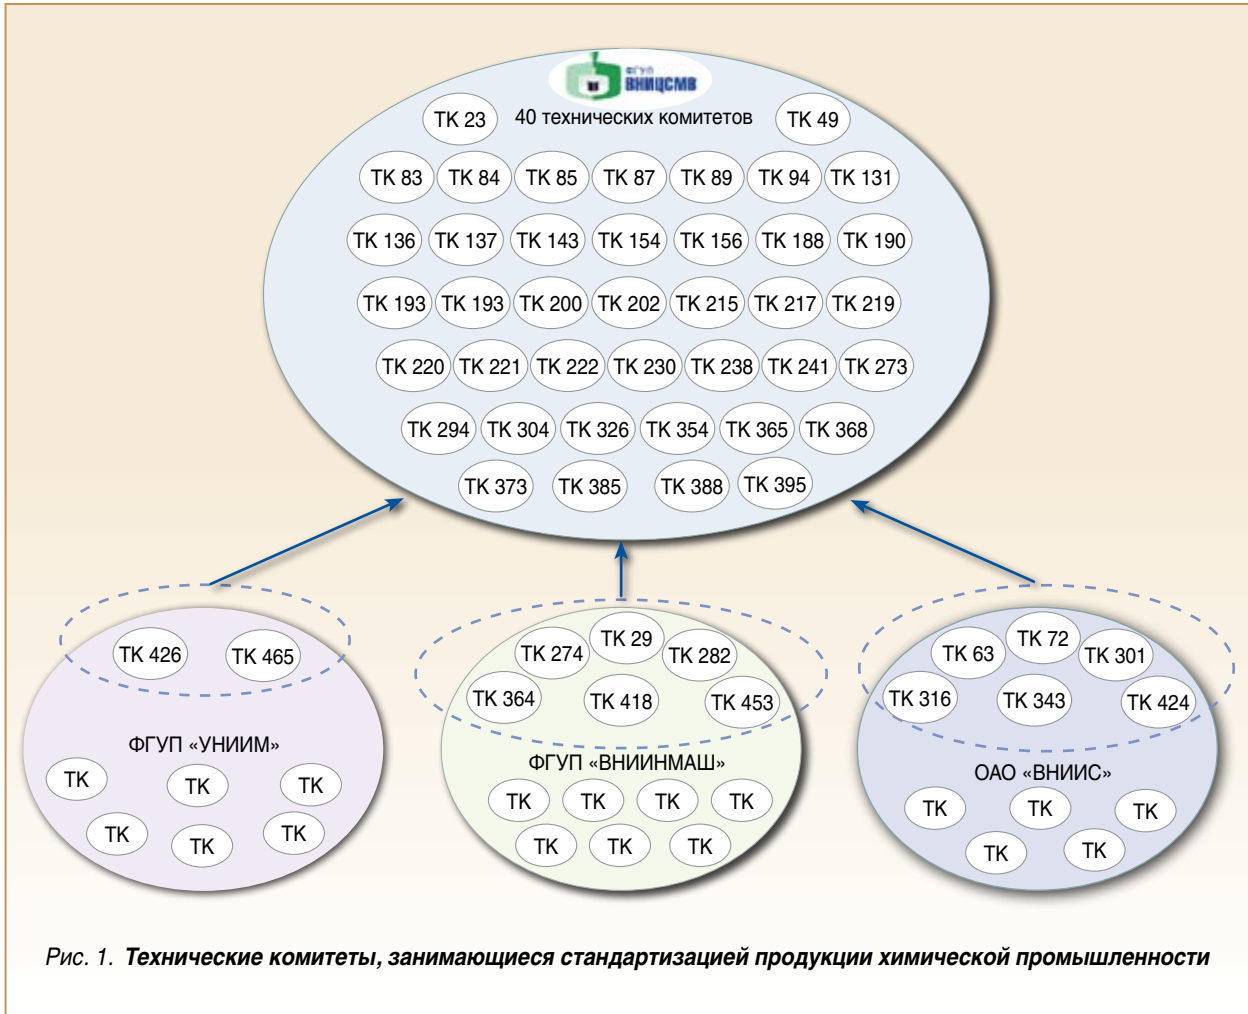 ФГУП
ВНИЦСМВ
ТК 23 40 технических комитетов ТК 49
ТК 83 ТК 84 ТК 85 ТК 87 ТК 89 ТК 94 ТК 131
ТК 136 ТК 137 ТК 143 ТК 154 ТК 156 ТК 188 ТК 190
ТК 193 ТК 193 ТК 200 ТК 202 ТК 215 ТК 217 ТК 219
ТК 220 ТК 221 ТК 222 ТК 230 ТК 238 ТК 241 ТК 273
ТК 294 ТК 304 ТК 326 ТК 354 ТК 365 ТК 368
ТК 373 ТК 385 ТК 388 ТК 395
ТК 426 ТК 465
ФГУП «УНИИМ»
ТК ТК ТК
ТК ТК ТК
ТК 274 ТК 29 ТК 282
ТК 364 ТК 418 ТК 453
ФГУП «ВНИИНМАШ»
ТК ТК ТК ТК
ТК ТК ТК
ТК 63 ТК 72 ТК 301
ТК 316 ТК 343 ТК 424
ОАО «ВНИИС»
ТК ТК ТК
ТК ТК
Рис. 1. Технические комитеты, занимающиеся стандартизацией продукции химической промышленности